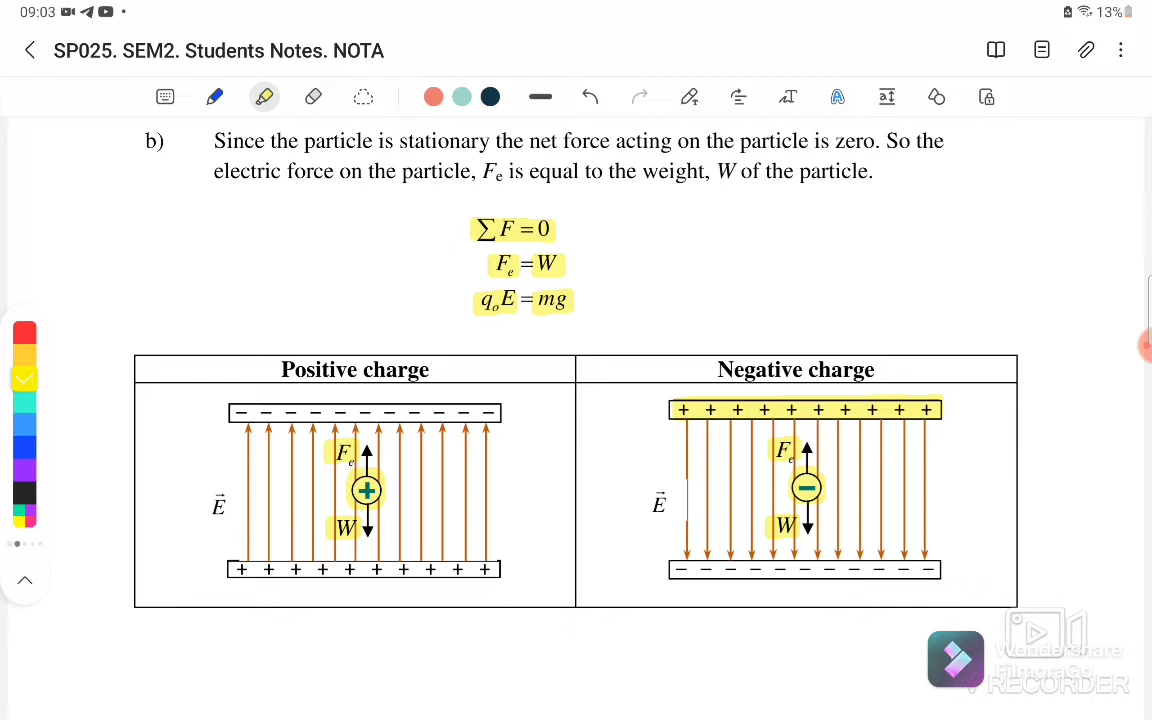 09:03
13%
SP025. SEM2. Students Notes. NOTA
b) Since the particle is stationary the net force acting on the particle is zero. So the
electric force on the particle, Fe is equal to the weight, W of the particle.
∑ F = 0
Fe = W
qoE = mg
Positive charge Negative charge
− − − − − − − − − − −
+ + + + + + + + + +
Fe Fe
+ −
E⃗ E⃗
W W
+ + + + + + + + + +
− − − − − − − − − −
Wondershare
FilmoraGo
V RECORDER